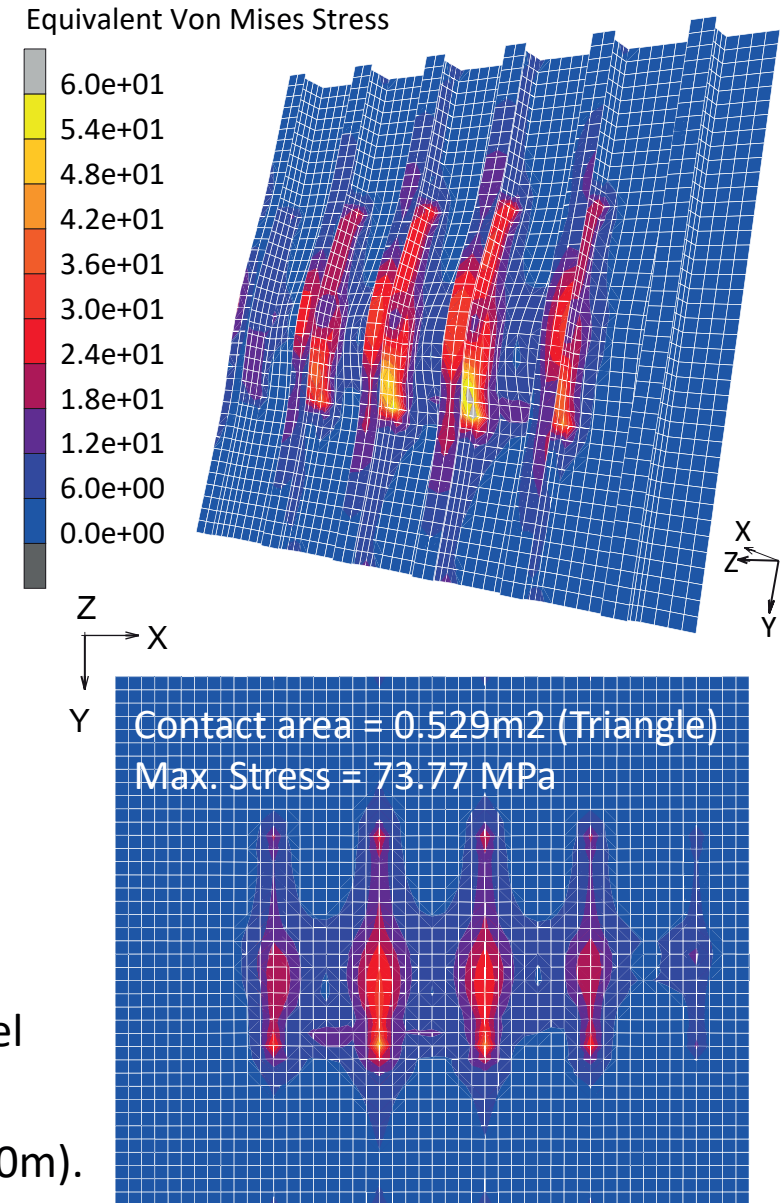 Equivalent Von Mises Stress
6.0e+01
5.4e+01
4.8e+01
4.2e+01
3.6e+01
3.0e+01
2.4e+01
1.8e+01
1.2e+01
6.0e+00
0.0e+00
X
Z
Y
Z
X
Y
Contact area = 0.529m2 (Triangle)
Max. Stress = 73.77 MPa
el
0m).